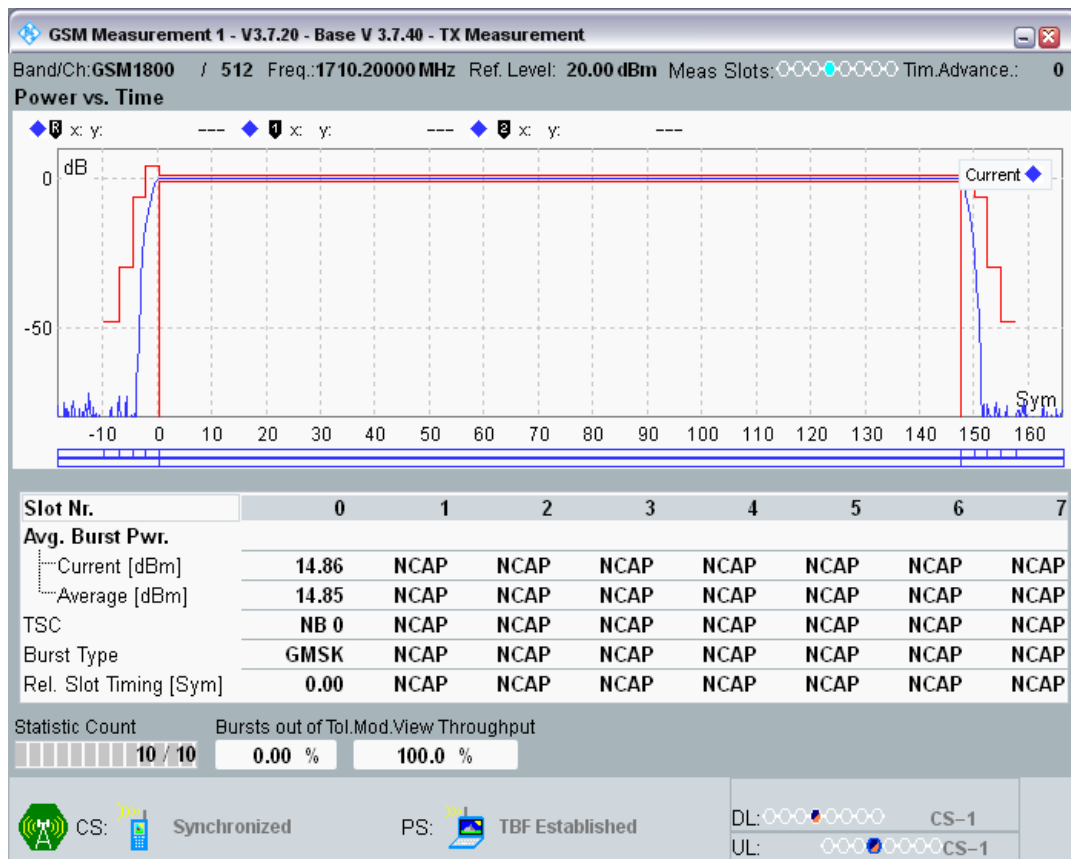 GSM Measurement 1 - V3.7.20 - Base V 3.7.40 - TX Measurement
Band/Ch:GSM1800 / 512 Freq.:1710.20000 MHz Ref. Level: 20.00 dBm Meas Slots: Tim.Advance.: 0
Power vs. Time
R x: y: --- 1 x: y: --- 2 x: y: ---
dB
Current
0
-50
Sym
-10 0 10 20 30 40 50 60 70 80 90 100 110 120 130 140 150 160
Slot Nr. 0 1 2 3 4 5 6 7
Avg. Burst Pwr.
Current [dBm] 14.86 NCAP NCAP NCAP NCAP NCAP NCAP NCAP
Average [dBm] 14.85 NCAP NCAP NCAP NCAP NCAP NCAP NCAP
TSC NB 0 NCAP NCAP NCAP NCAP NCAP NCAP NCAP
Burst Type GMSK NCAP NCAP NCAP NCAP NCAP NCAP NCAP
Rel. Slot Timing [Sym] 0.00 NCAP NCAP NCAP NCAP NCAP NCAP NCAP
Statistic Count Bursts out of Tol.Mod.View Throughput
10 / 10 0.00 % 100.0 %
CS: Synchronized PS: TBF Established
DL: CS-1
UL: CS-1